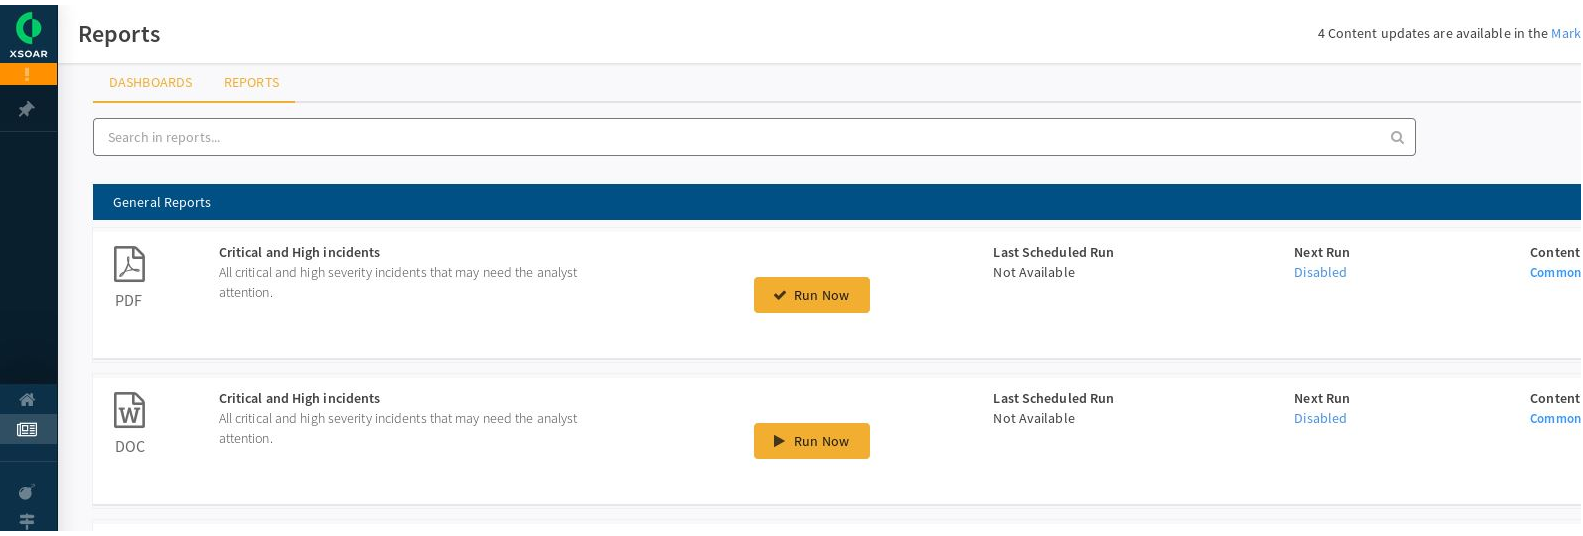 XSOAR
Reports
4 Content updates are available in the Mark
DASHBOARDS REPORTS
Search in reports...
General Reports
PDF
Critical and High incidents
All critical and high severity incidents that may need the analyst
attention.
Run Now
Last Scheduled Run
Not Available
Next Run
Disabled
Content
Common
DOC
Critical and High incidents
All critical and high severity incidents that may need the analyst
attention.
Run Now
Last Scheduled Run
Not Available
Next Run
Disabled
Content
Common